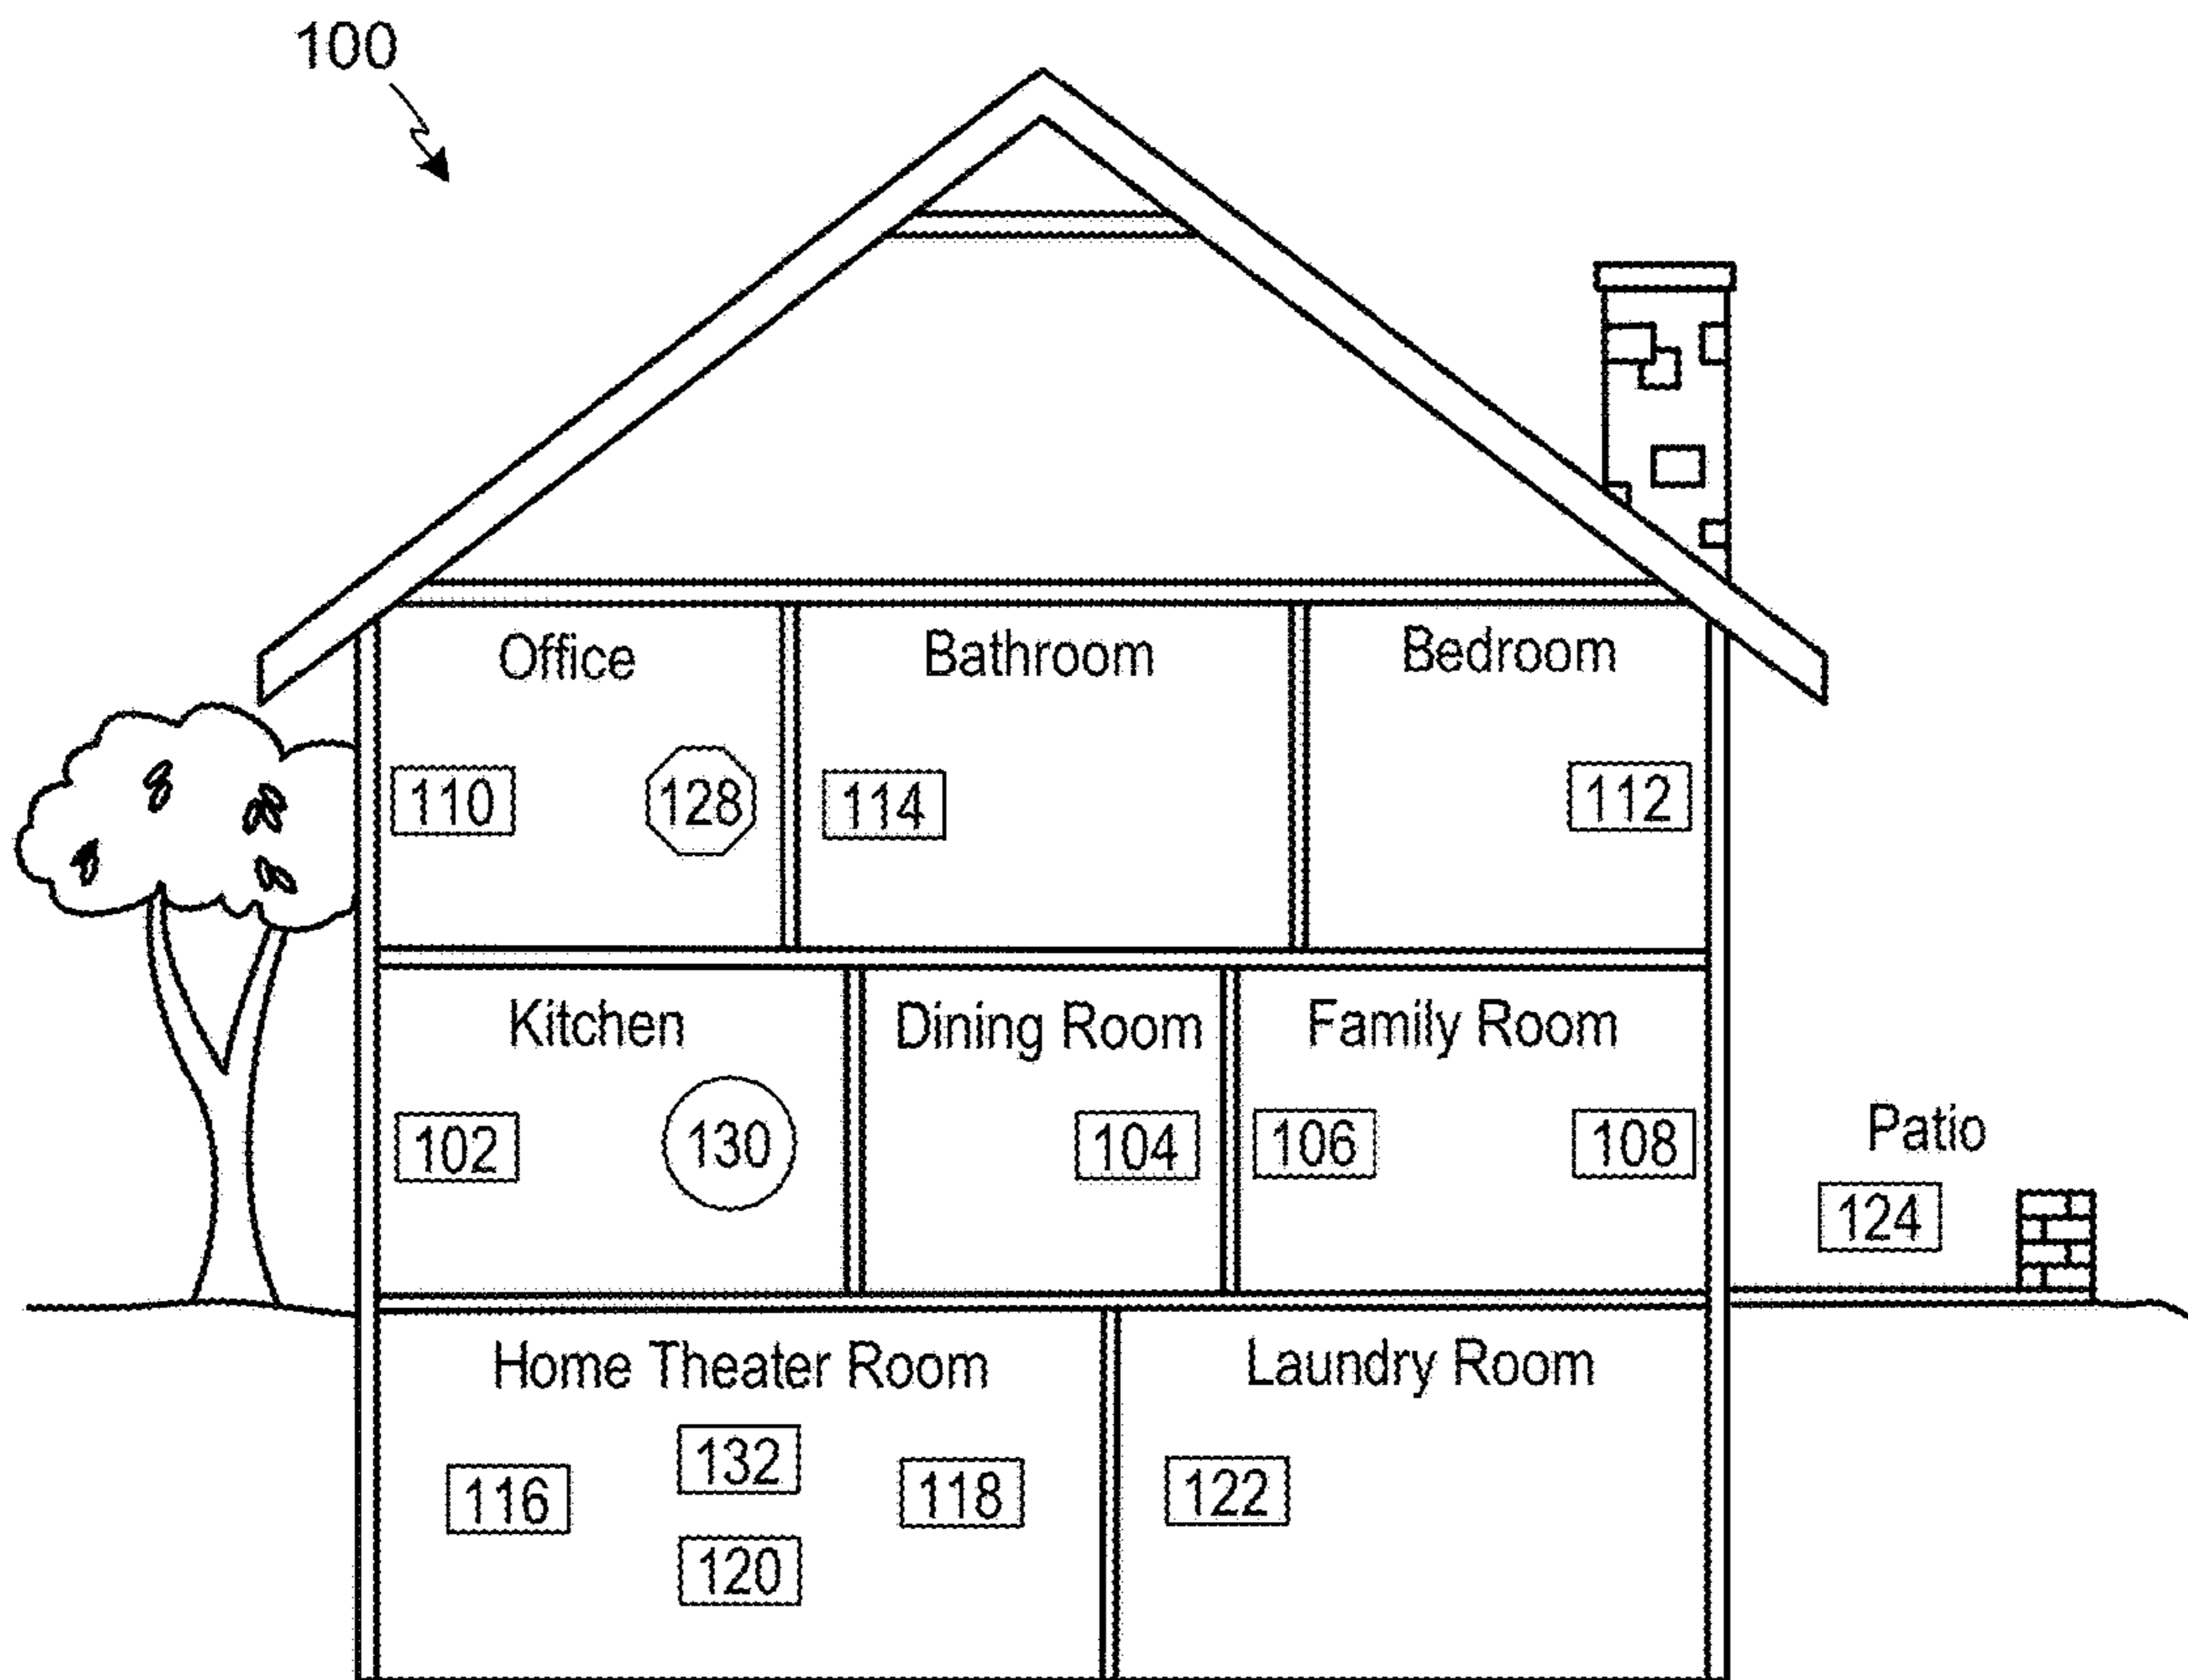 100
Office
Bathroom
Bedroom
110
128
114
112
Kitchen
Dining Room
Family Room
102
130
104
106
108
Patio
124
Home Theater Room
Laundry Room
116
132
118
122
120